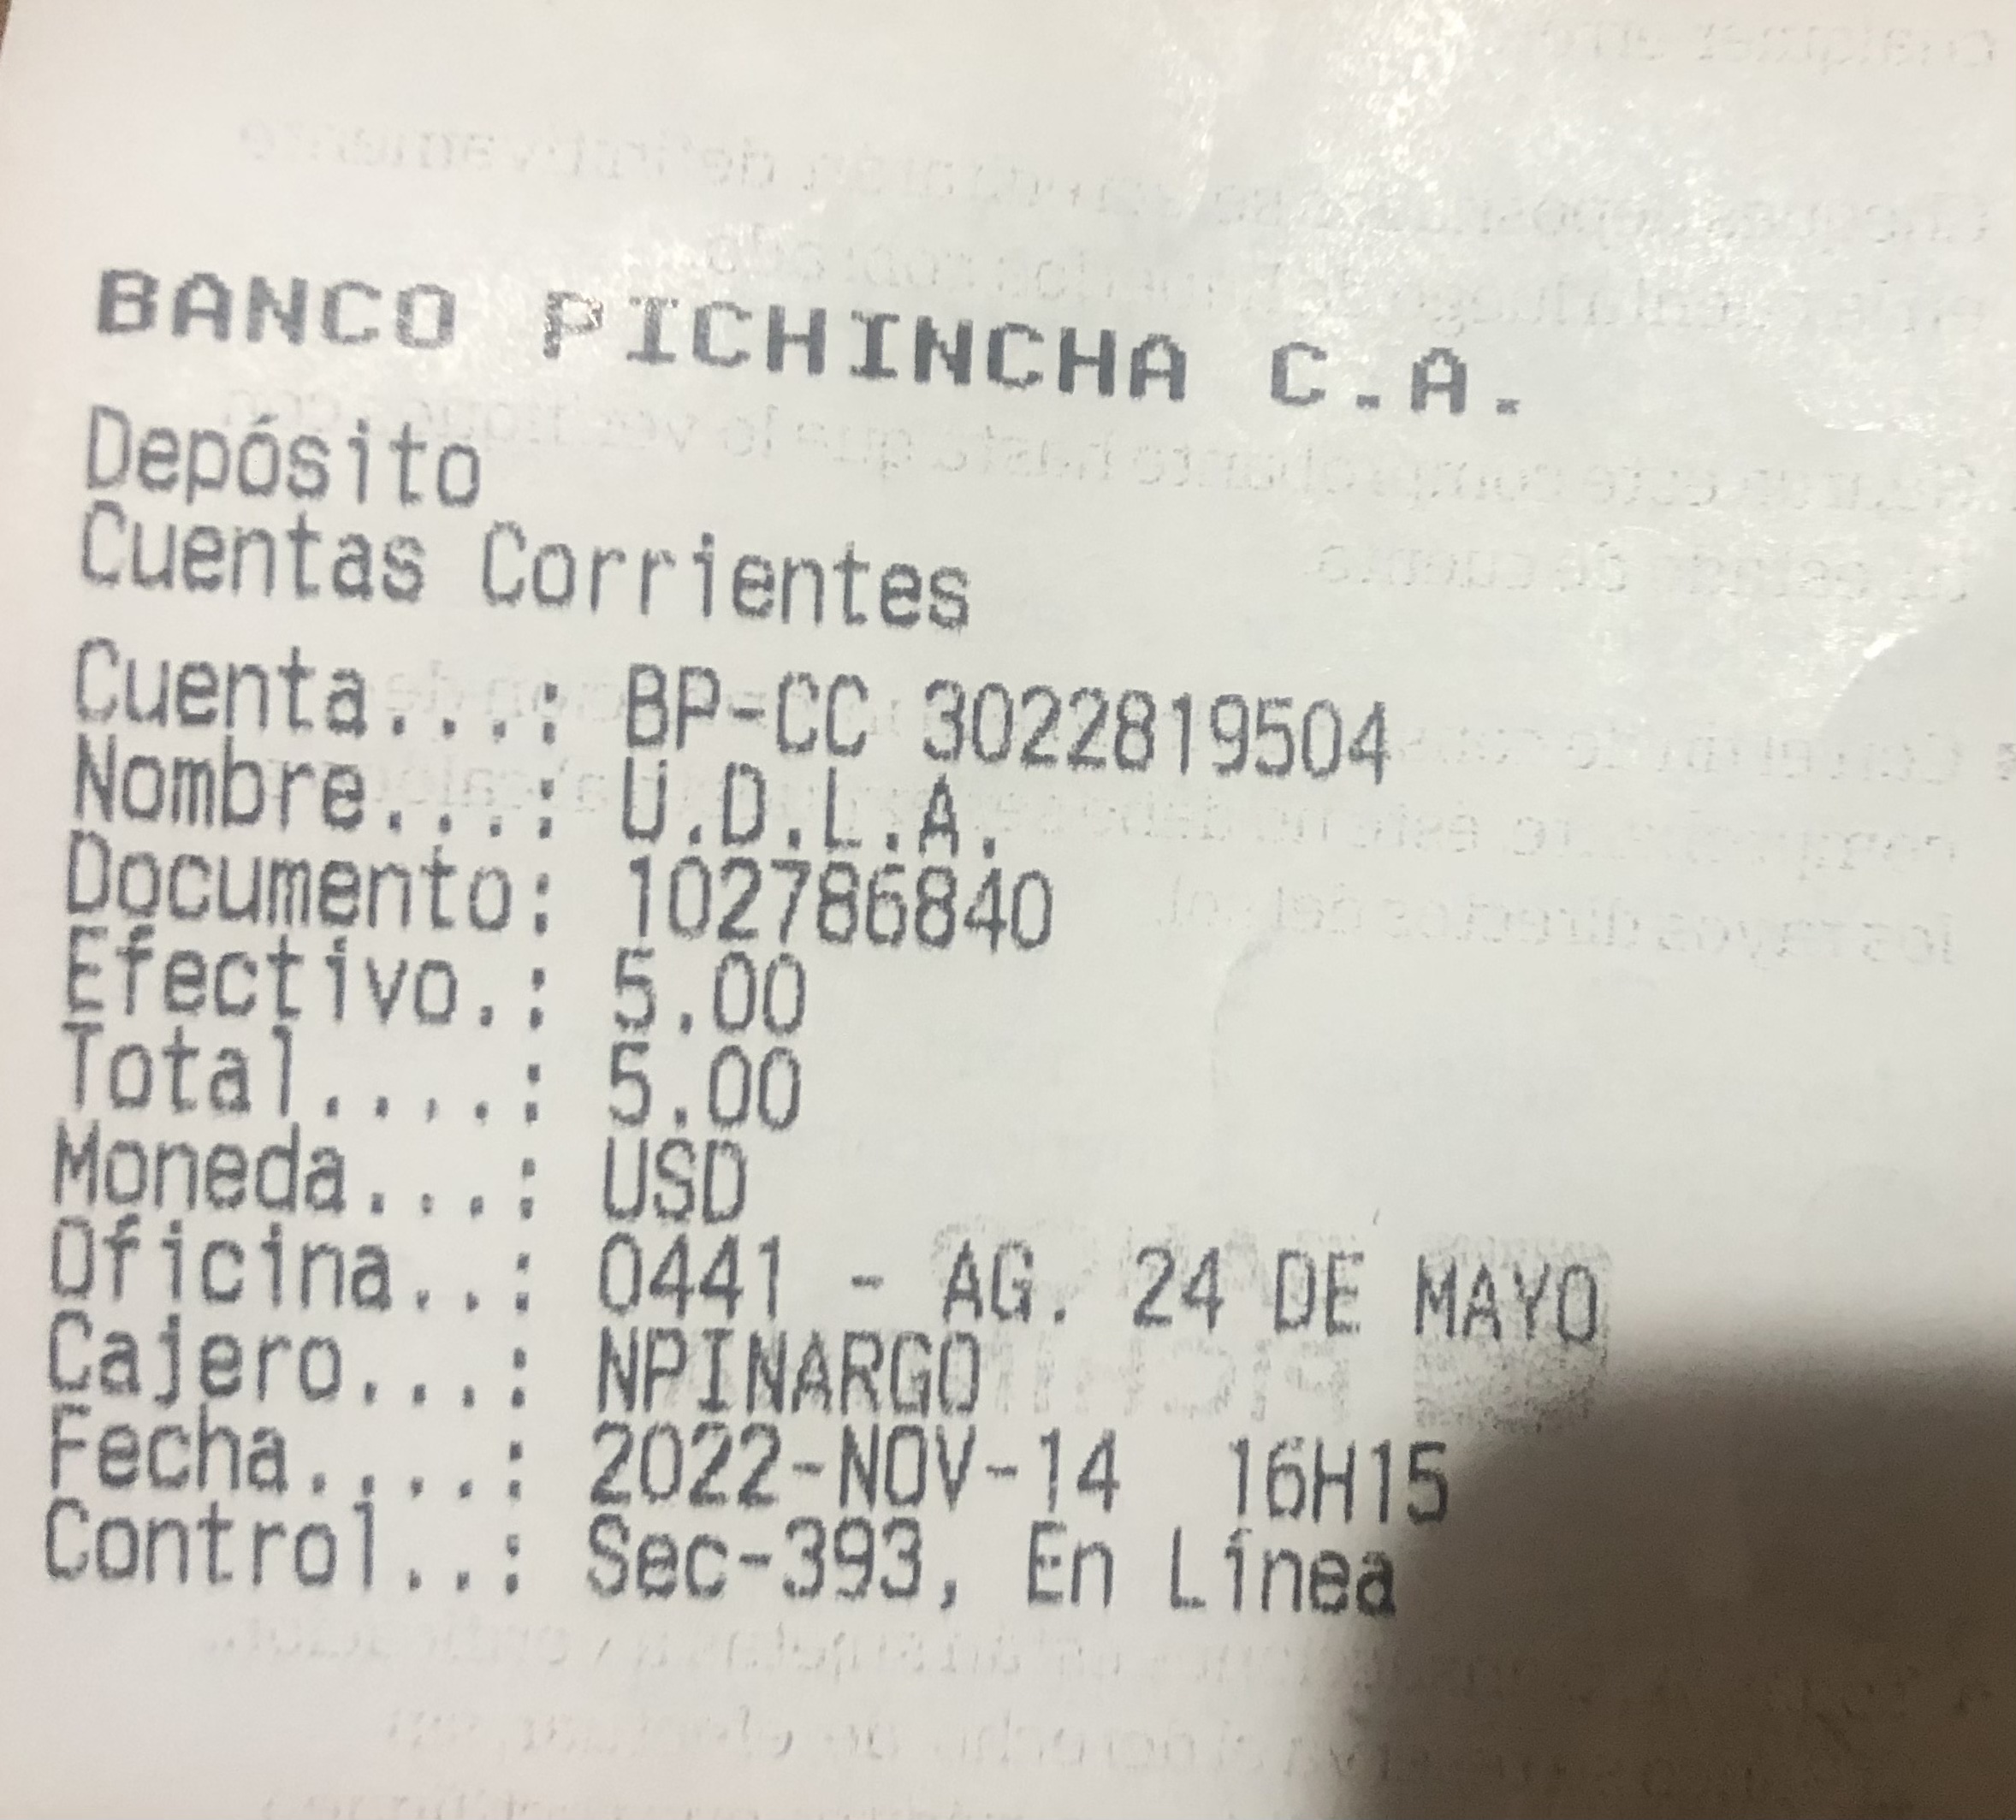 BANCO PICHINCHA C.A.
Depósito
Cuentas Corrientes
Cuenta...: BP-CC 3022819504
Nombre...: U.D.L.A.
Documento: 102786840
Efectivo.: 5.00
Total....: 5.00
Moneda...: USD
Oficina..: 0441 - AG. 24 DE MAYO
Cajero...: NPINARGO
Fecha....: 2022-NOV-14 16H15
Control..: Sec-393, En Línea